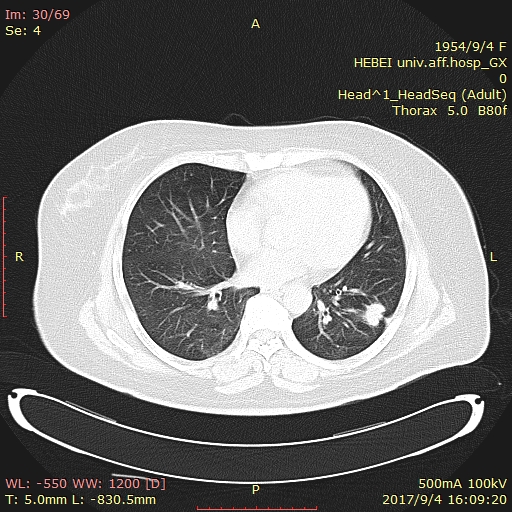 Im: 30/69
Se: 4
A
1954/9/4 F
HEBEI univ.aff.hosp_GX
0
Head^1_HeadSeq (Adult)
Thorax 5.0 B80f
R
L
WL: -550 WW: 1200 [D]
T: 5.0mm L: -830.5mm
P
500mA 100kV
2017/9/4 16:09:20